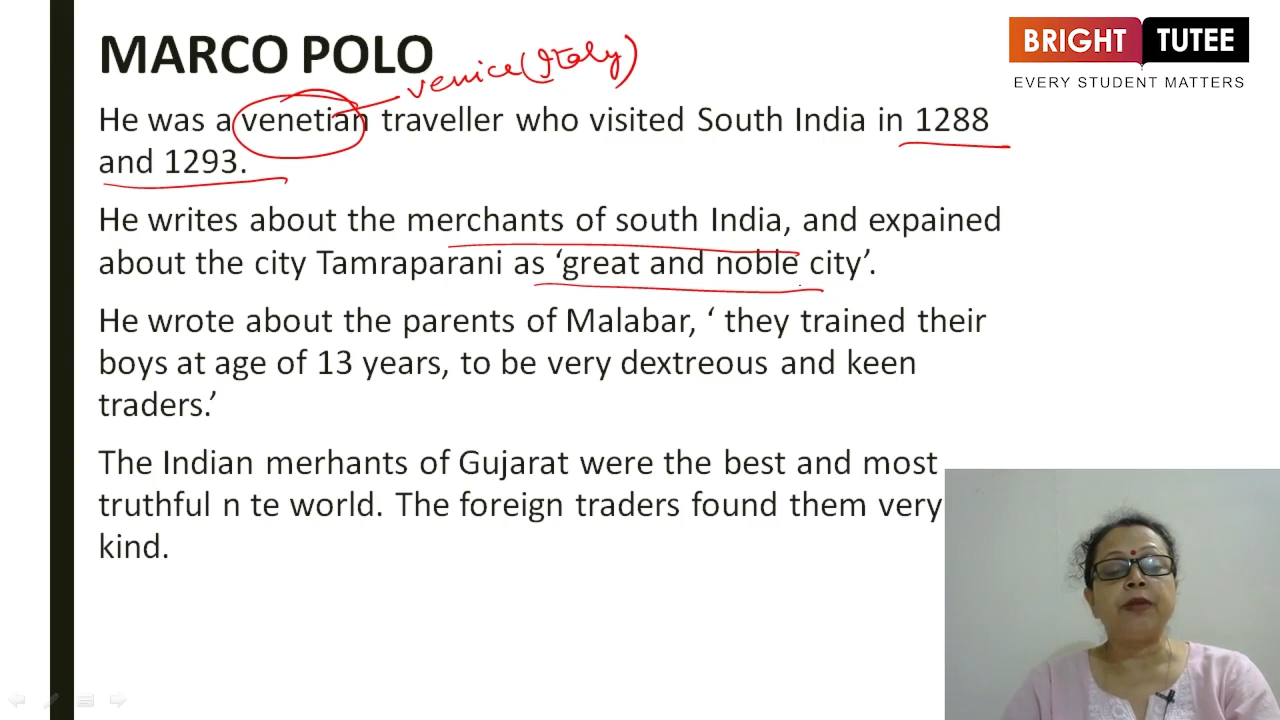 MARCO POLO
venice (Italy)
He was a venetian traveller who visited South India in 1288
and 1293.
He writes about the merchants of south India, and expained
about the city Tamraparani as ‘great and noble city’.
He wrote about the parents of Malabar, ‘ they trained their
boys at age of 13 years, to be very dextreous and keen
traders.’
The Indian merhants of Gujarat were the best and most
truthful n te world. The foreign traders found them very
kind.
BRIGHT TUTEE
EVERY STUDENT MATTERS